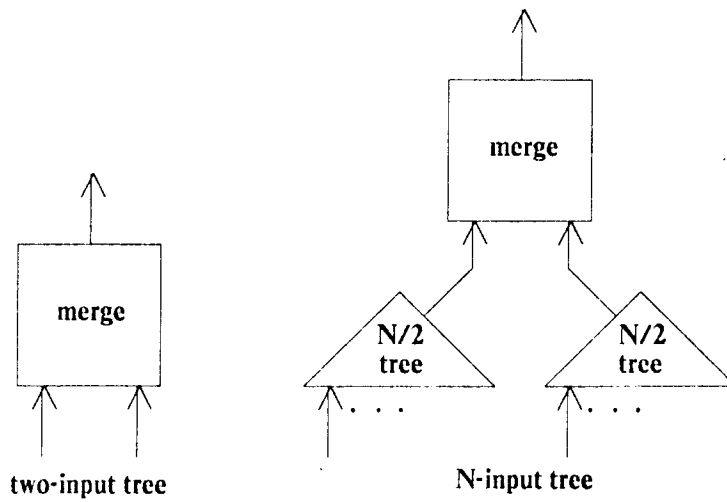 merge
two-input tree
merge
N/2
tree
. . .
N/2
tree
. . .
N-input tree